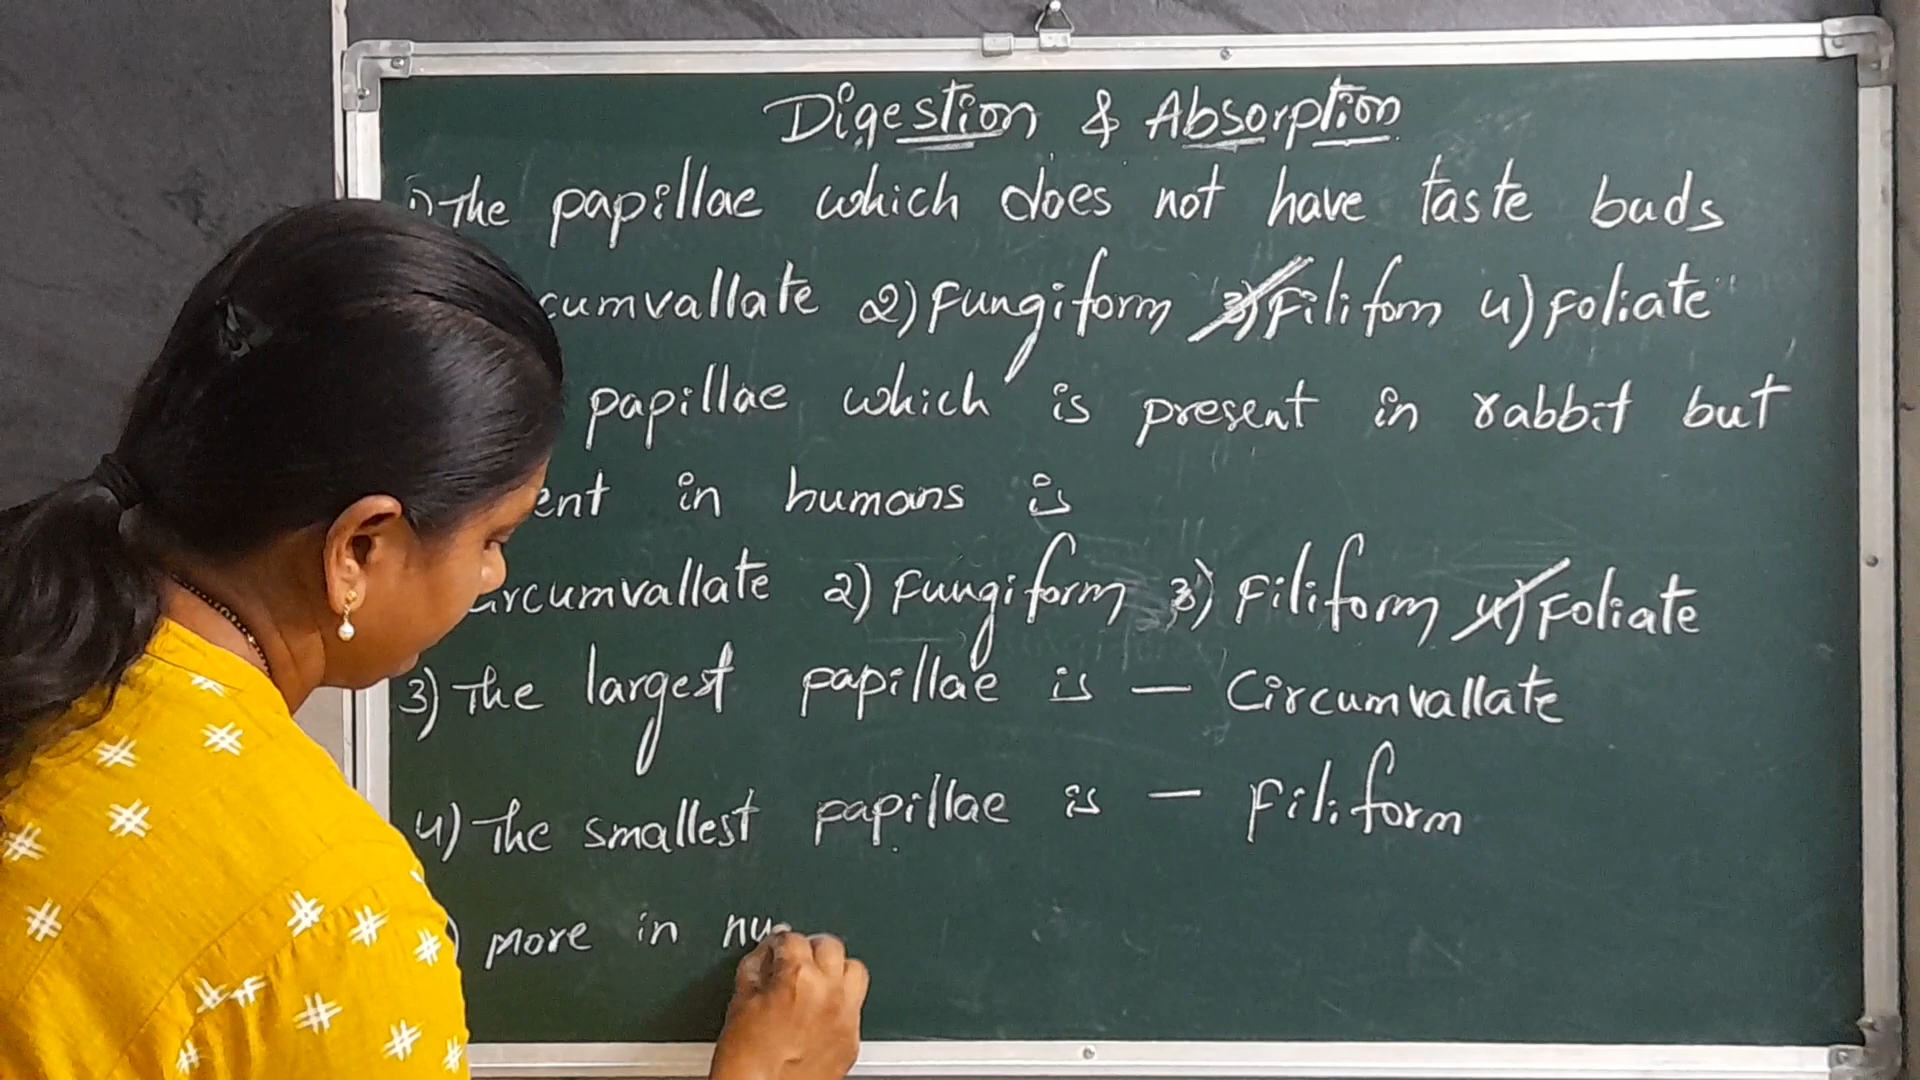 Digestion & Absorption
1) The papillae which does not have taste buds
cumvallate 2) Fungiform 3) Filiform 4) Foliate
papillae which is present in rabbit but
ent in humans is
ircumvallate 2) Fungiform 3) Filiform 4) Foliate
3) The largest papillae is — Circumvallate
4) The smallest papillae is — Filiform
) More in nu